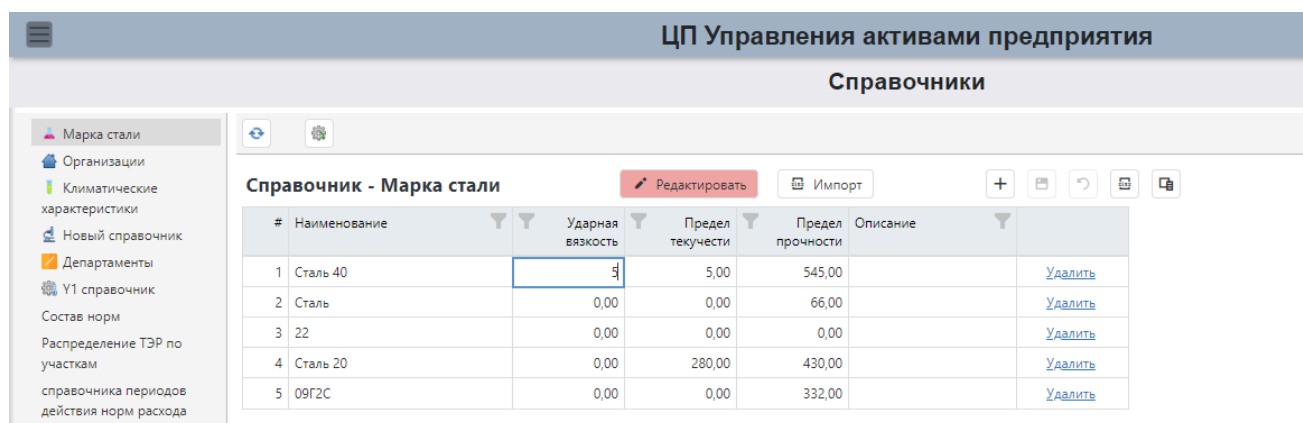 ЦП Управления активами предприятия
Справочники
Марка стали
Организации
Климатические
характеристики
Новый справочник
Департаменты
Y1 справочник
Состав норм
Распределение ТЭР по
участкам
справочника периодов
действия норм расхода
Справочник - Марка стали
Редактировать
Импорт
# Наименование Ударная вязкость Предел текучести Предел прочности Описание
1 Сталь 40 5 5,00 545,00 Удалить
2 Сталь 0,00 0,00 66,00 Удалить
3 22 0,00 0,00 0,00 Удалить
4 Сталь 20 0,00 280,00 430,00 Удалить
5 09Г2С 0,00 0,00 332,00 Удалить